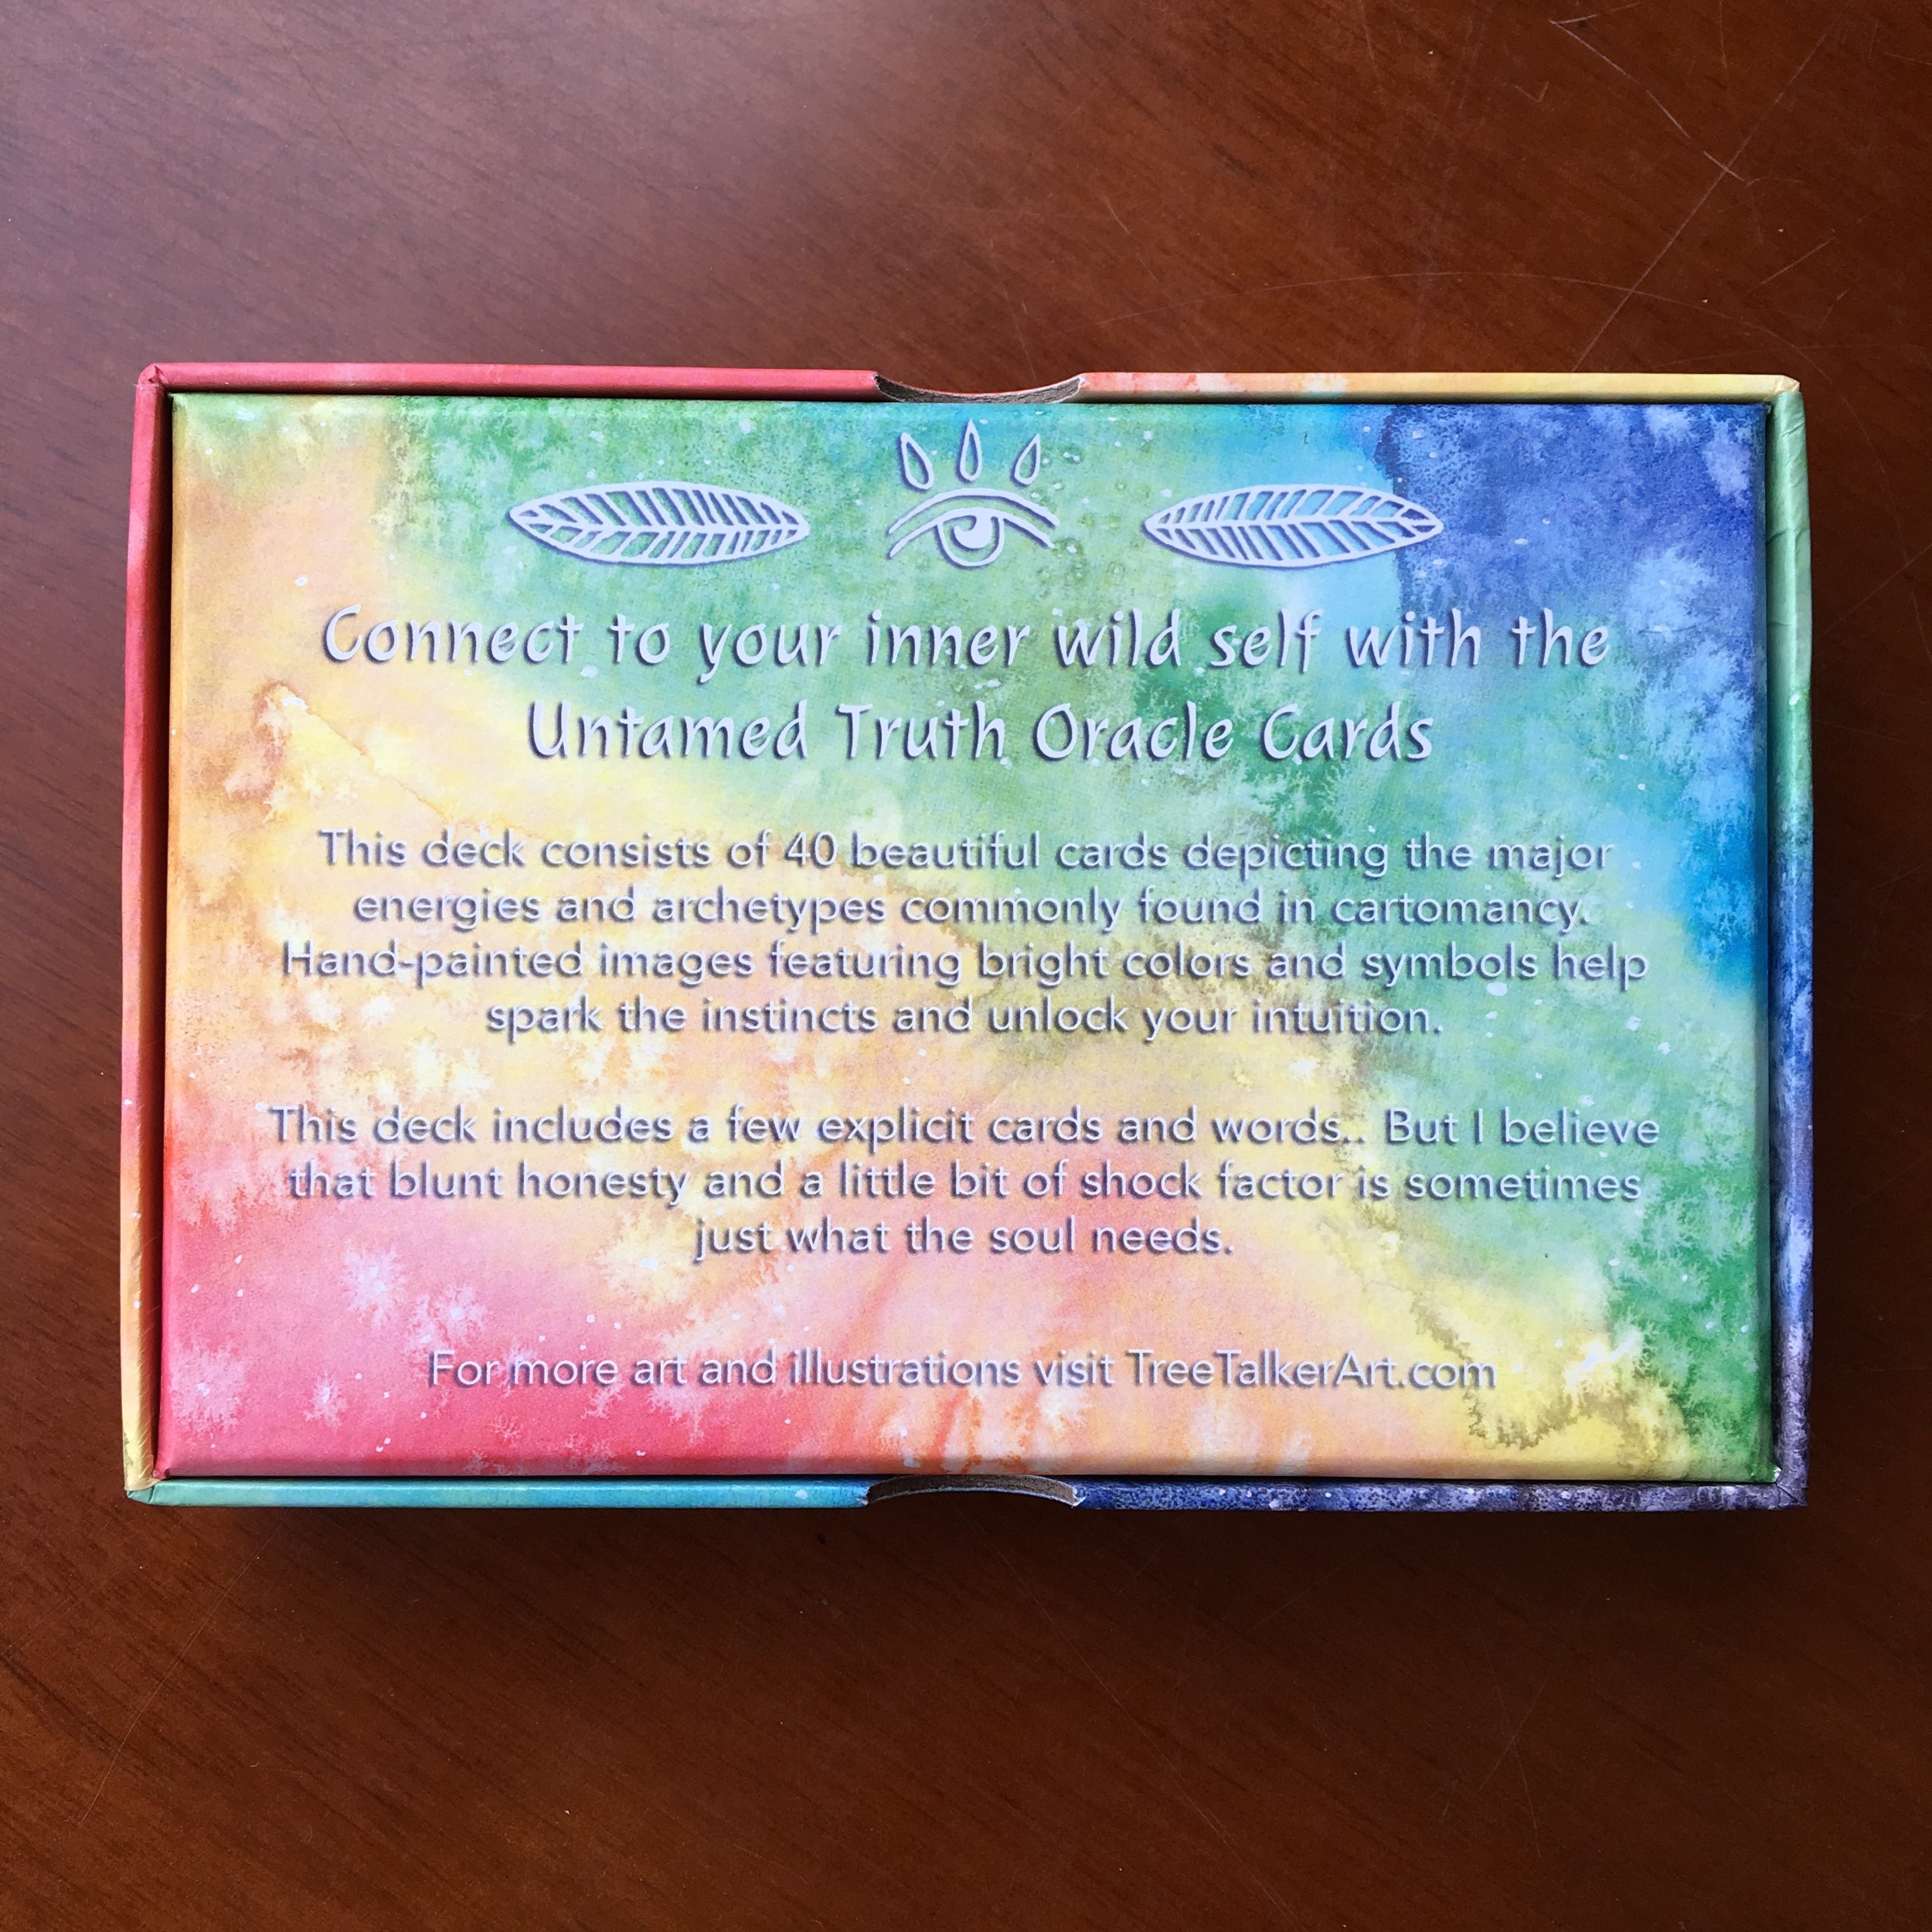 Connect to your inner wild self with the
Untamed Truth Oracle Cards
This deck consists of 40 beautiful cards depicting the major
energies and archetypes commonly found in cartomancy.
Hand-painted images featuring bright colors and symbols help
spark the instincts and unlock your intuition.
This deck includes a few explicit cards and words.. But I believe
that blunt honesty and a little bit of shock factor is sometimes
just what the soul needs.
For more art and illustrations visit TreeTalkerArt.com